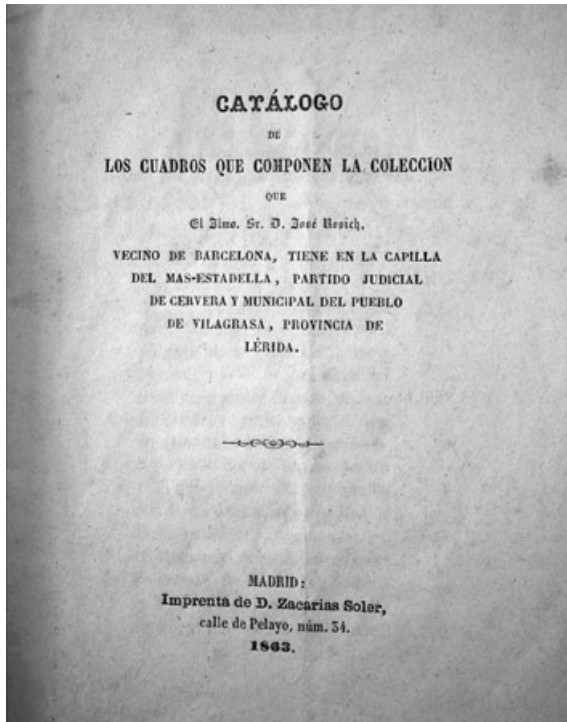 CATÁLOGO
DE
LOS CUADROS QUE COMPONEN LA COLECCION
QUE
El Ilmo. Sr. D. José Rosich,
VECINO DE BARCELONA, TIENE EN LA CAPILLA
DEL MAS-ESTADELLA, PARTIDO JUDICIAL
DE CERVERA Y MUNICIPAL DEL PUEBLO
DE VILAGRASA, PROVINCIA DE
LÉRIDA.
MADRID:
Imprenta de D. Zacarías Soler,
calle de Pelayo, núm. 34.
1863.